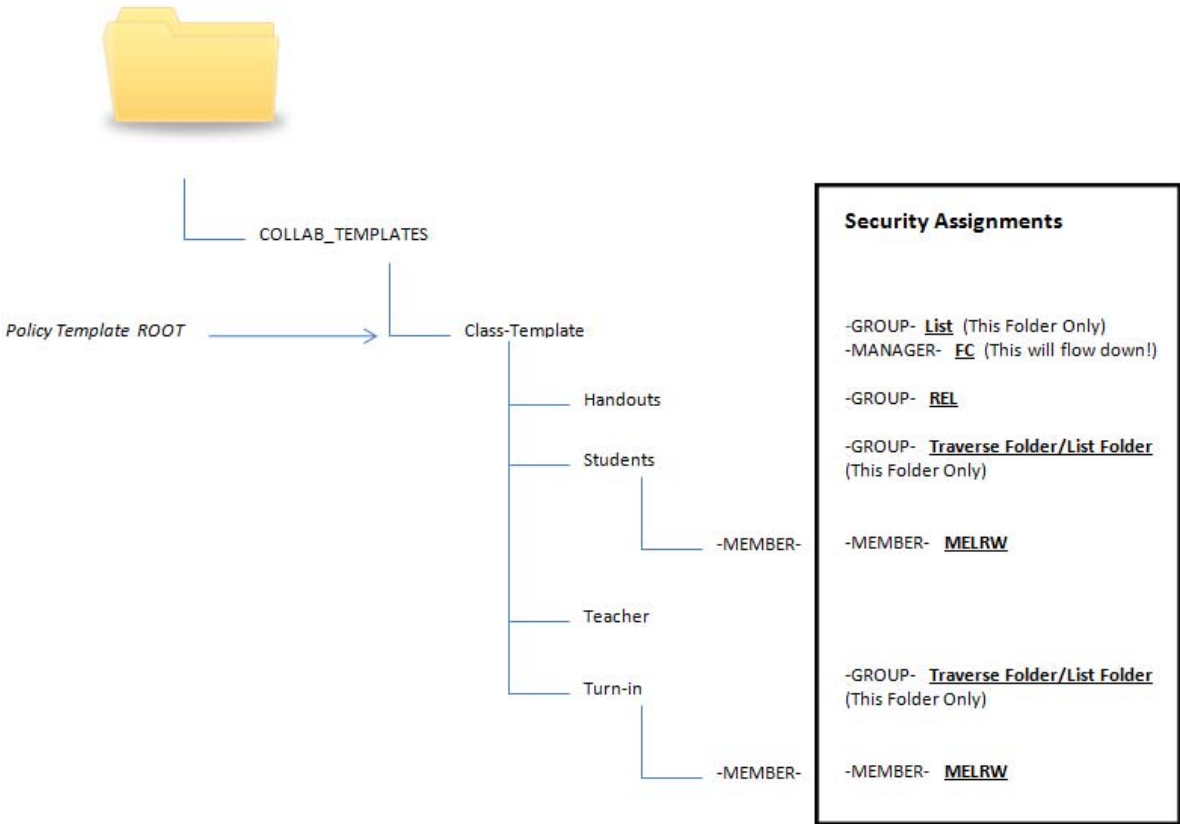 Security Assignments
COLLAB_TEMPLATES
Policy Template ROOT
Class-Template
-GROUP- List (This Folder Only)
-MANAGER- FC (This will flow down!)
Handouts
-GROUP- REL
Students
-GROUP- Traverse Folder/List Folder
(This Folder Only)
-MEMBER-
-MEMBER- MELRW
Teacher
Turn-in
-GROUP- Traverse Folder/List Folder
(This Folder Only)
-MEMBER-
-MEMBER- MELRW